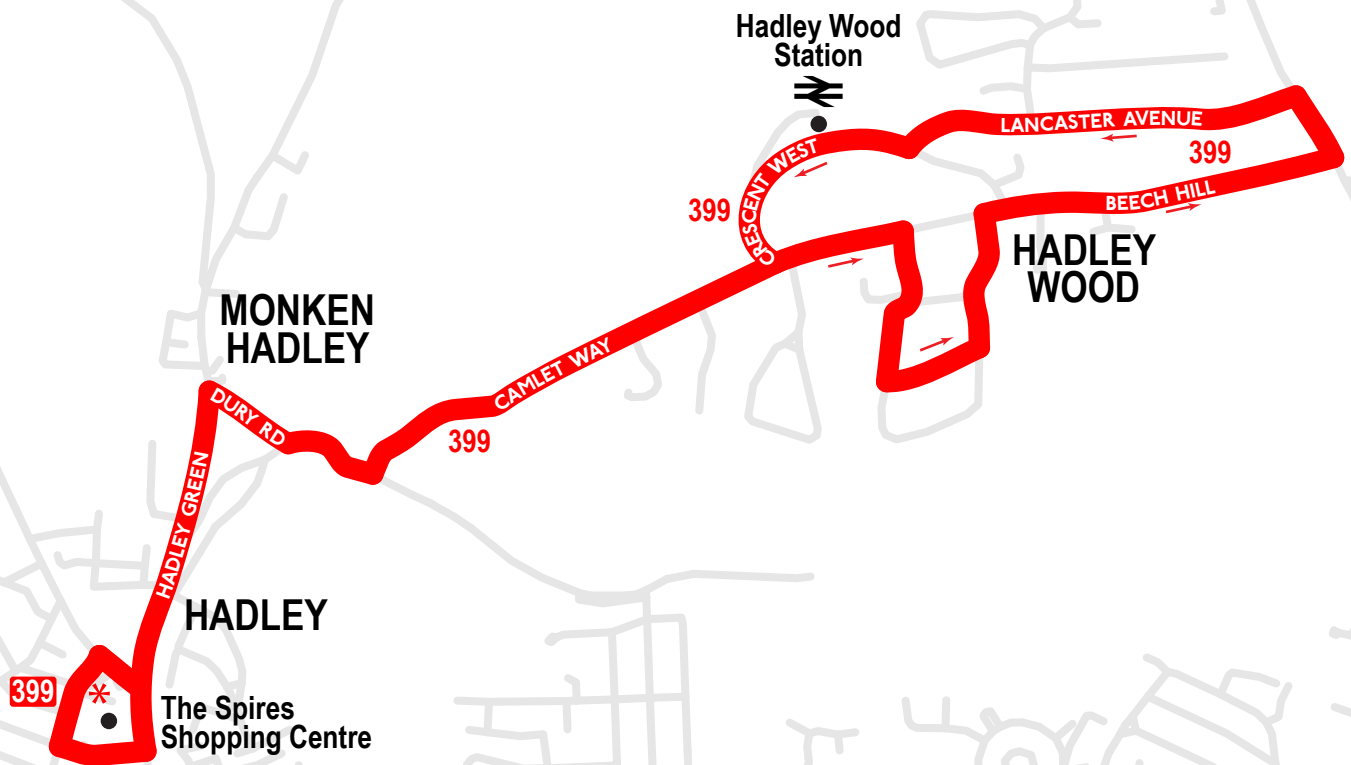 Hadley Wood
Station
LANCASTER AVENUE
399
CRESCENT WEST
399
BEECH HILL
HADLEY
WOOD
MONKEN
HADLEY
CAMLET WAY
399
DURY RD
HADLEY GREEN
HADLEY
399
*
The Spires
Shopping Centre